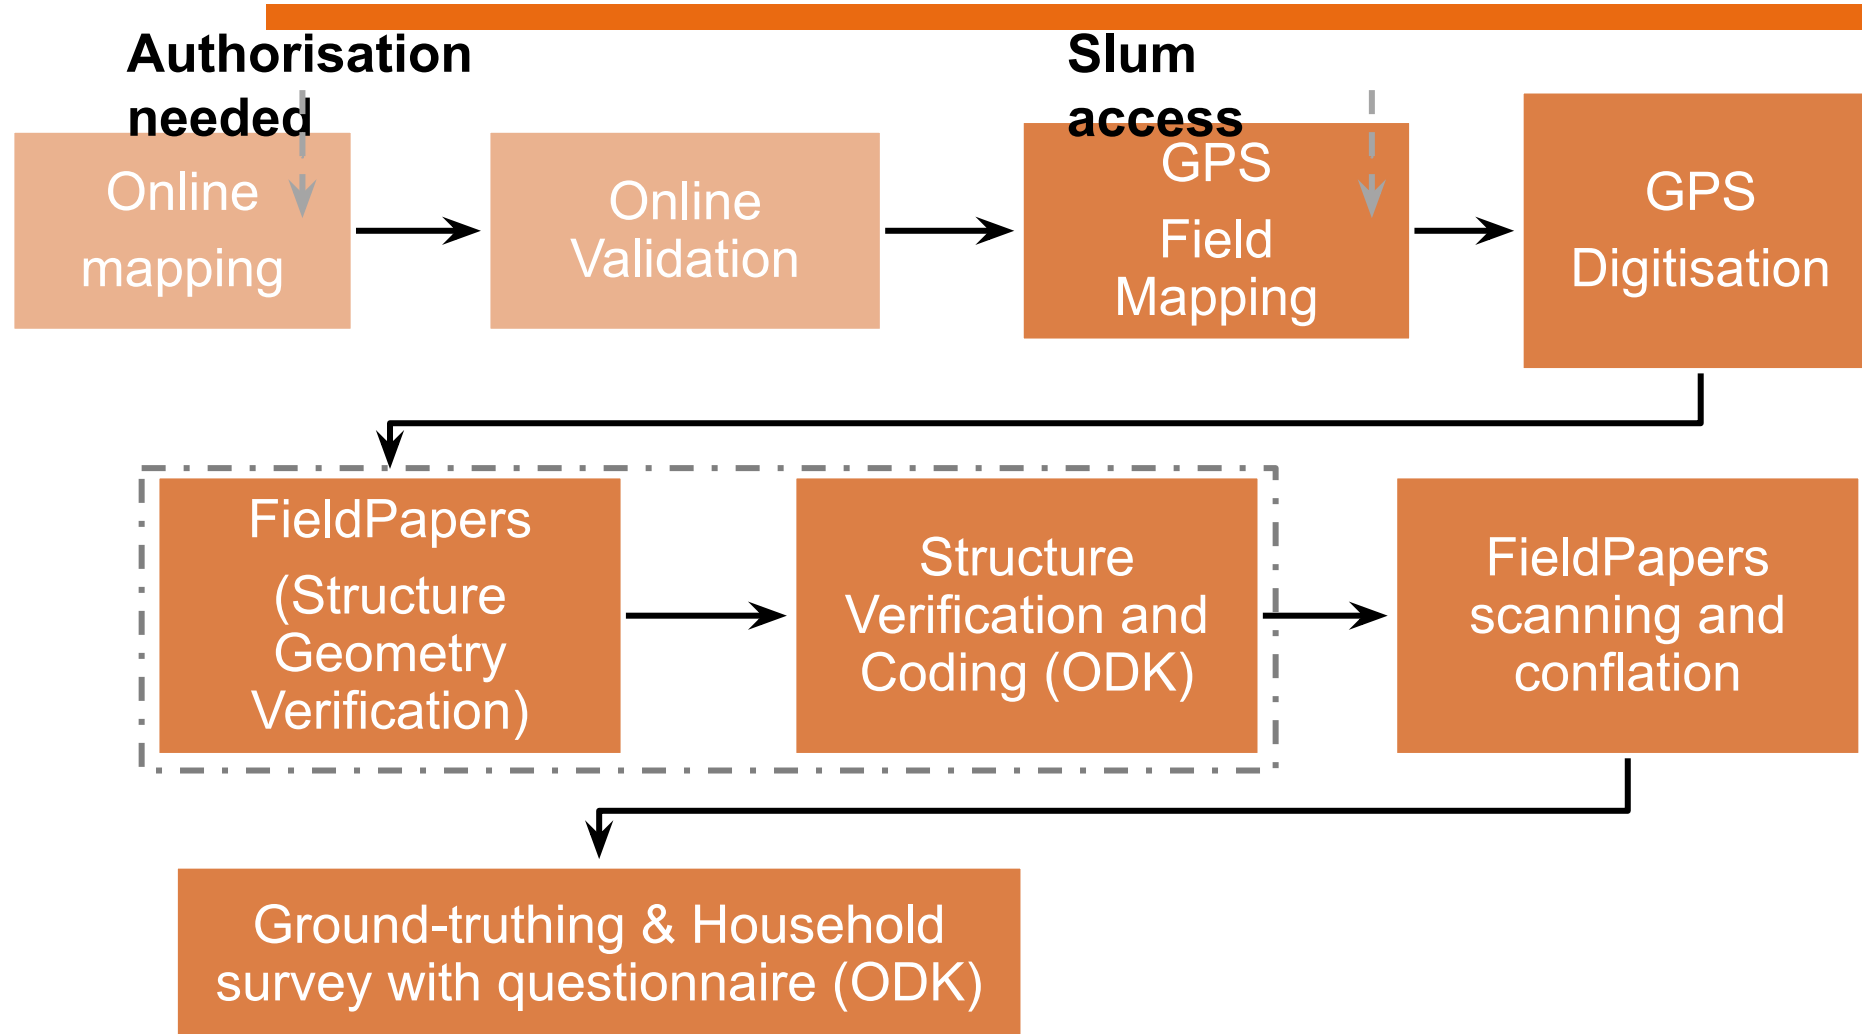 Authorisation
needed
Slum
access
Online
mapping
Online
Validation
GPS
Field
Mapping
GPS
Digitisation
FieldPapers
(Structure
Geometry
Verification)
Structure
Verification and
Coding (ODK)
FieldPapers
scanning and
conflation
Ground-truthing & Household
survey with questionnaire (ODK)